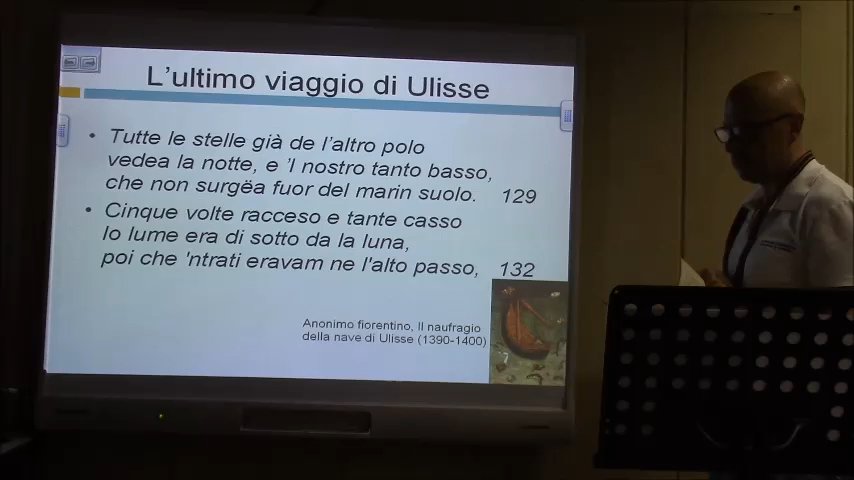 L'ultimo viaggio di Ulisse
• Tutte le stelle già de l'altro polo
vedea la notte, e 'l nostro tanto basso,
che non surgëa fuor del marin suolo. 129
• Cinque volte racceso e tante casso
lo lume era di sotto da la luna,
poi che 'ntrati eravam ne l'alto passo, 132
Anonimo fiorentino, Il naufragio
della nave di Ulisse (1390-1400)